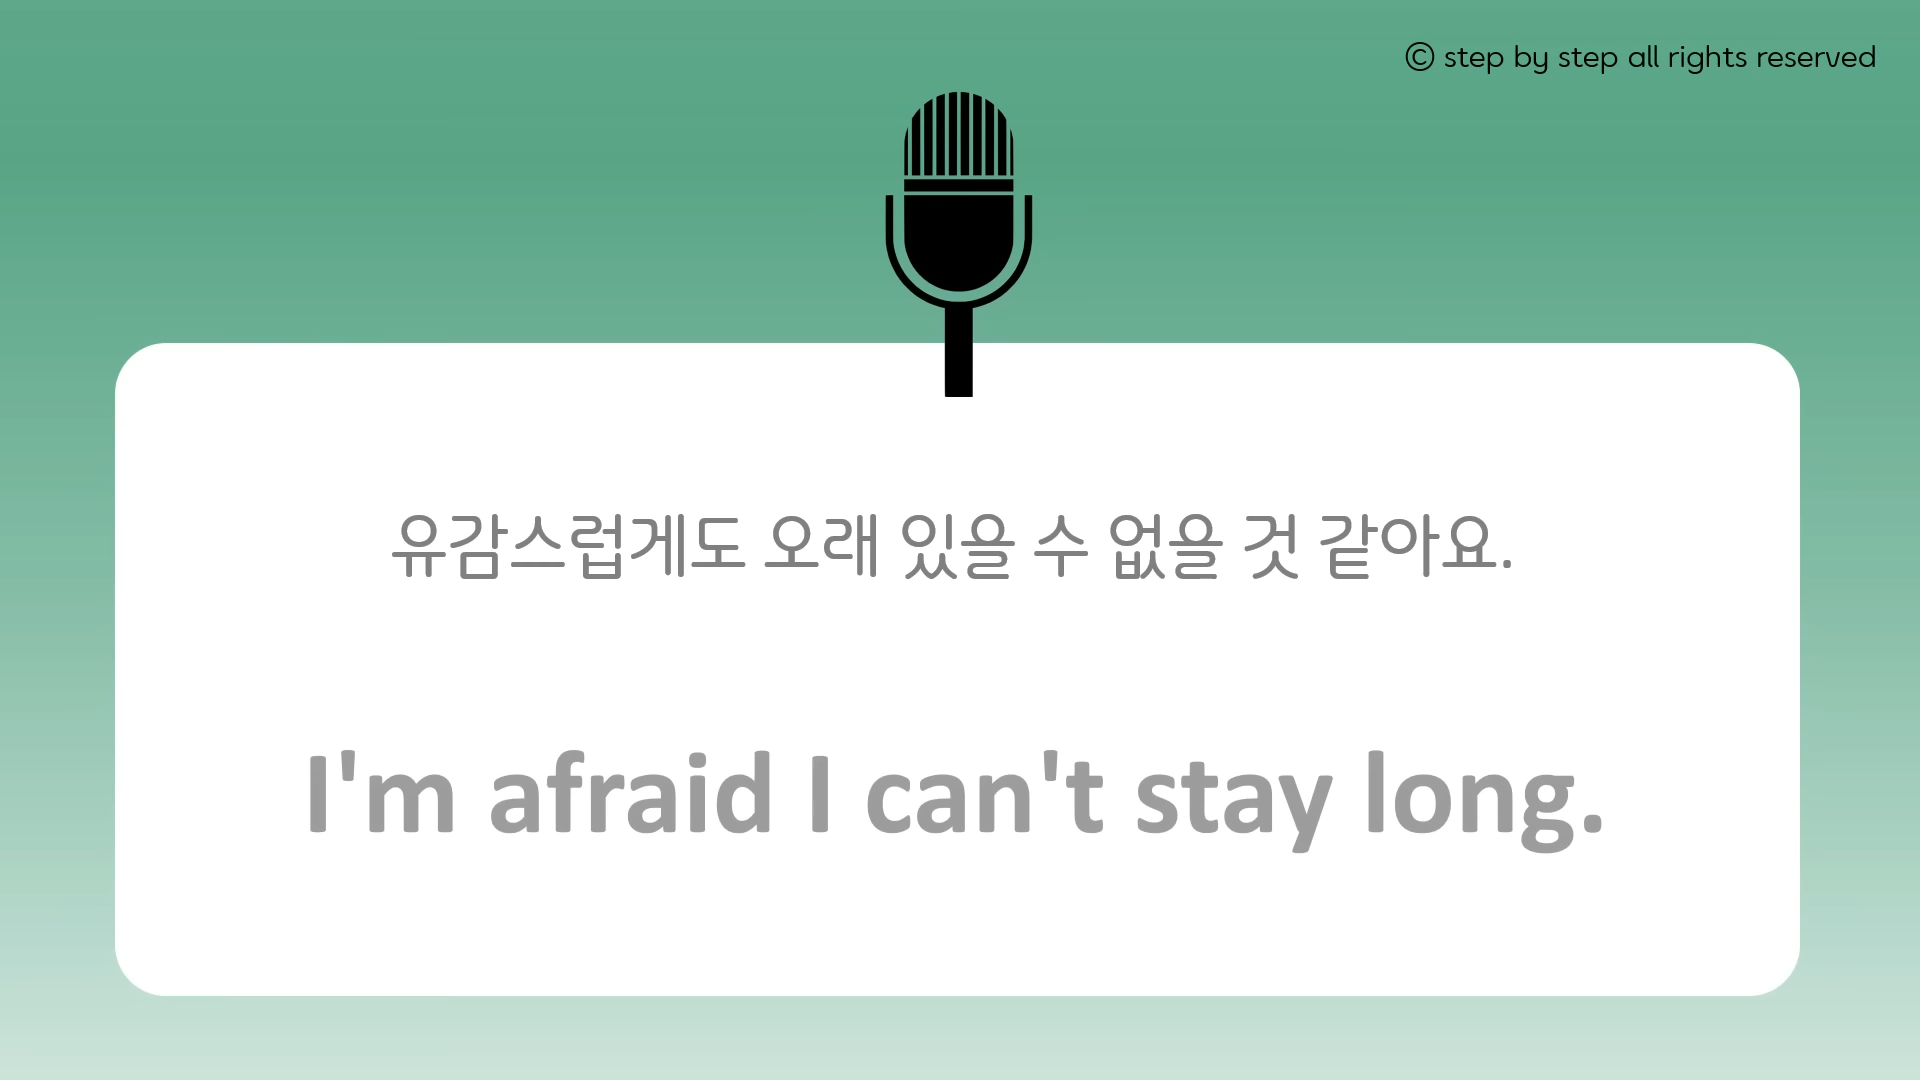 © step by step all rights reserved
유감스럽게도 오래 있을 수 없을 것 같아요.
I'm afraid I can't stay long.